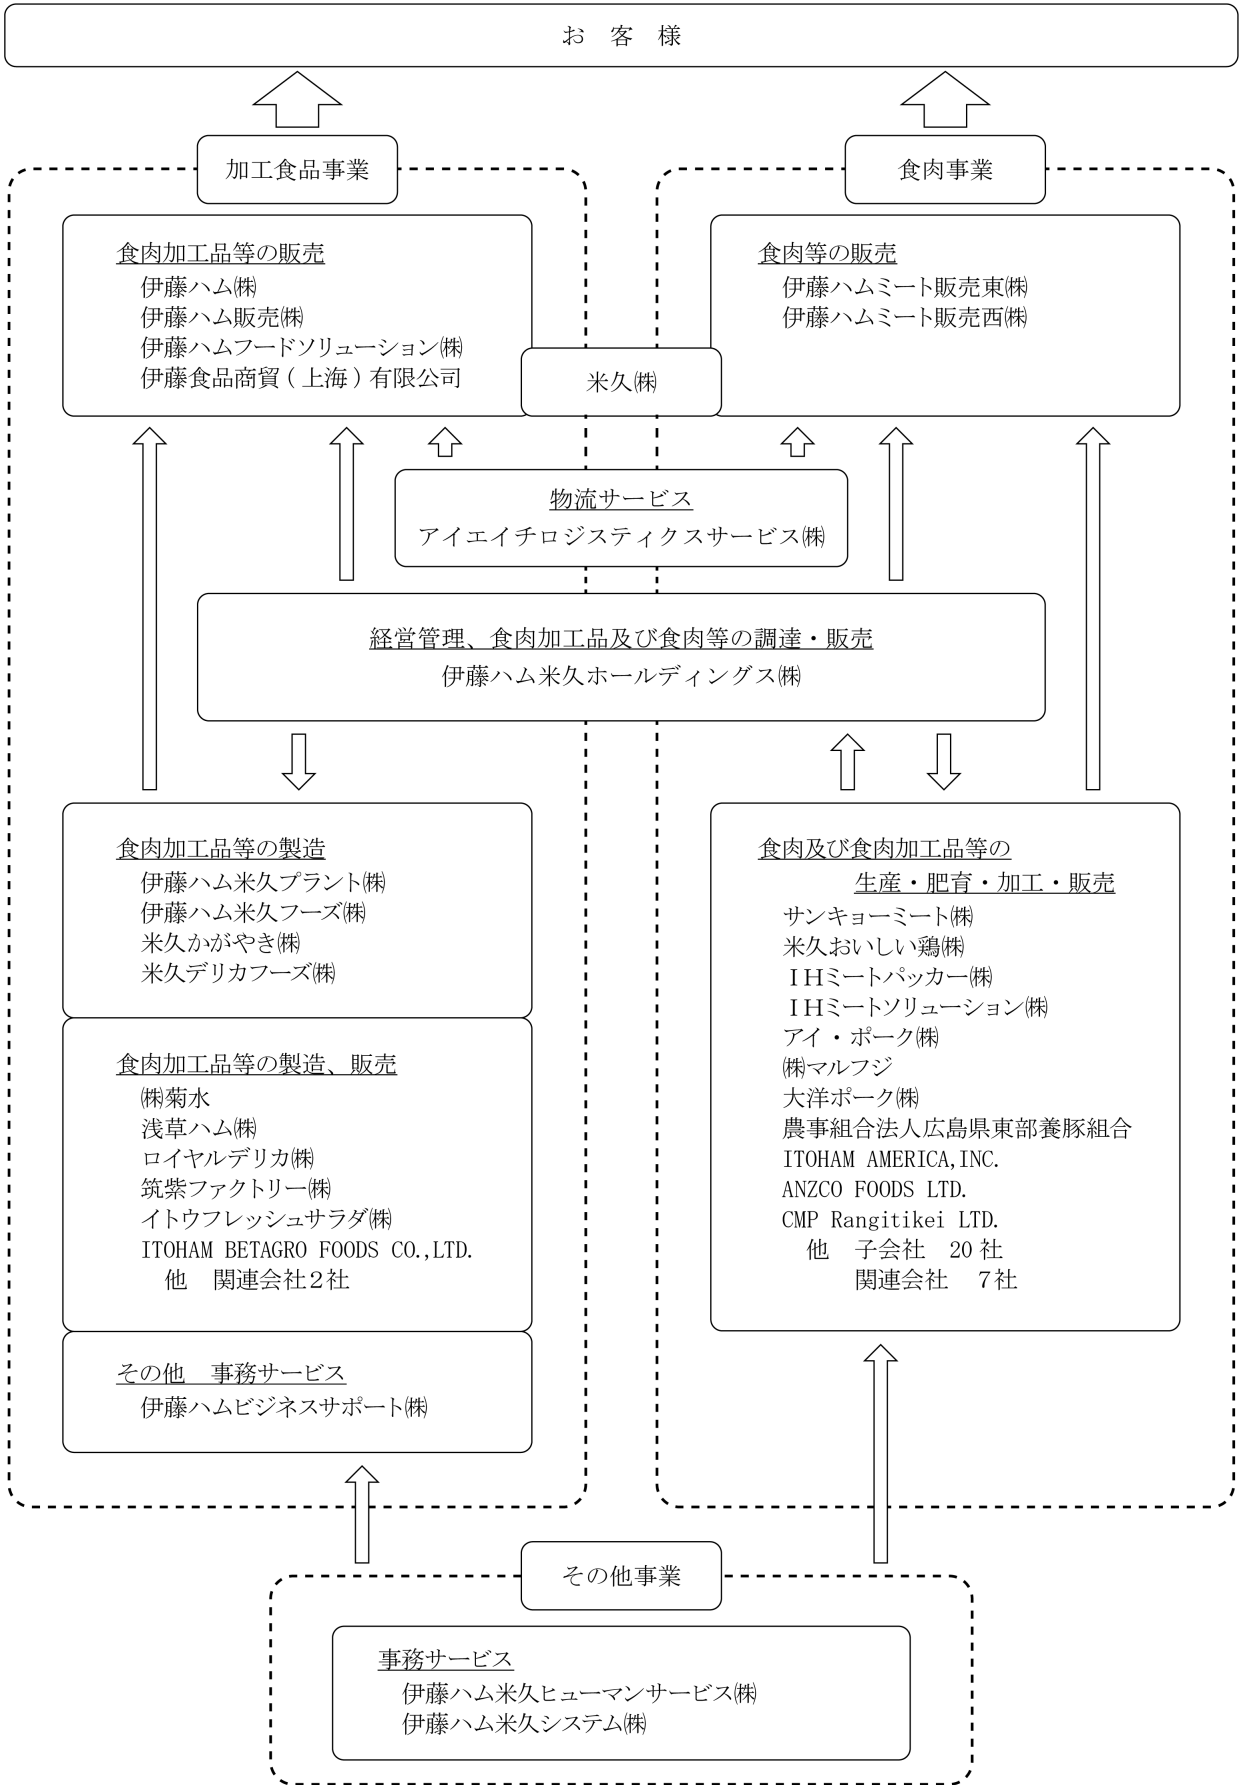 お　客　様
加工食品事業
食肉加工品等の販売
伊藤ハム㈱
伊藤ハム販売㈱
伊藤ハムフードソリューション㈱
伊藤食品商貿(上海)有限公司
食肉事業
食肉等の販売
伊藤ハムミート販売東㈱
伊藤ハムミート販売西㈱
米久㈱
物流サービス
アイエイチロジスティクスサービス㈱
経営管理、食肉加工品及び食肉等の調達・販売
伊藤ハム米久ホールディングス㈱
食肉加工品等の製造
伊藤ハム米久プラント㈱
伊藤ハム米久フーズ㈱
米久かがやき㈱
米久デリカフーズ㈱
食肉加工品等の製造、販売
㈱菊水
浅草ハム㈱
ロイヤルデリカ㈱
筑紫ファクトリー㈱
イトウフレッシュサラダ㈱
ITOHAM BETAGRO FOODS CO.,LTD.
他　関連会社２社
その他　事務サービス
伊藤ハムビジネスサポート㈱
食肉及び食肉加工品等の
生産・肥育・加工・販売
サンキョーミート㈱
米久おいしい鶏㈱
ＩＨミートパッカー㈱
ＩＨミートソリューション㈱
アイ・ポーク㈱
㈱マルフジ
大洋ポーク㈱
農事組合法人広島県東部養豚組合
ITOHAM AMERICA,INC.
ANZCO FOODS LTD.
CMP Rangitikei LTD.
他　子会社　20 社
関連会社　７社
その他事業
事務サービス
伊藤ハム米久ヒューマンサービス㈱
伊藤ハム米久システム㈱